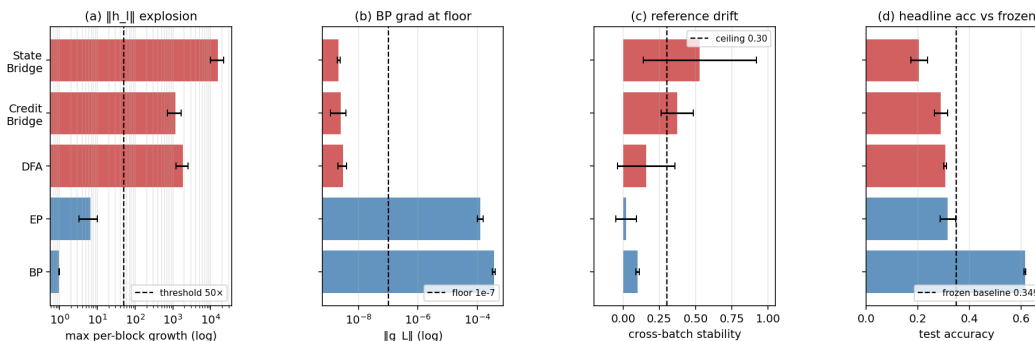 (a) ‖h_l‖ explosion
State
Bridge
Credit
Bridge
DFA
EP
BP
threshold 50×
10⁰ 10¹ 10² 10³ 10⁴
max per-block growth (log)
(b) BP grad at floor
floor 1e-7
10⁻⁸ 10⁻⁶ 10⁻⁴
‖g_L‖ (log)
(c) reference drift
ceiling 0.30
0.00 0.25 0.50 0.75 1.00
cross-batch stability
(d) headline acc vs frozen
frozen baseline 0.349
0.0 0.2 0.4 0.6
test accuracy